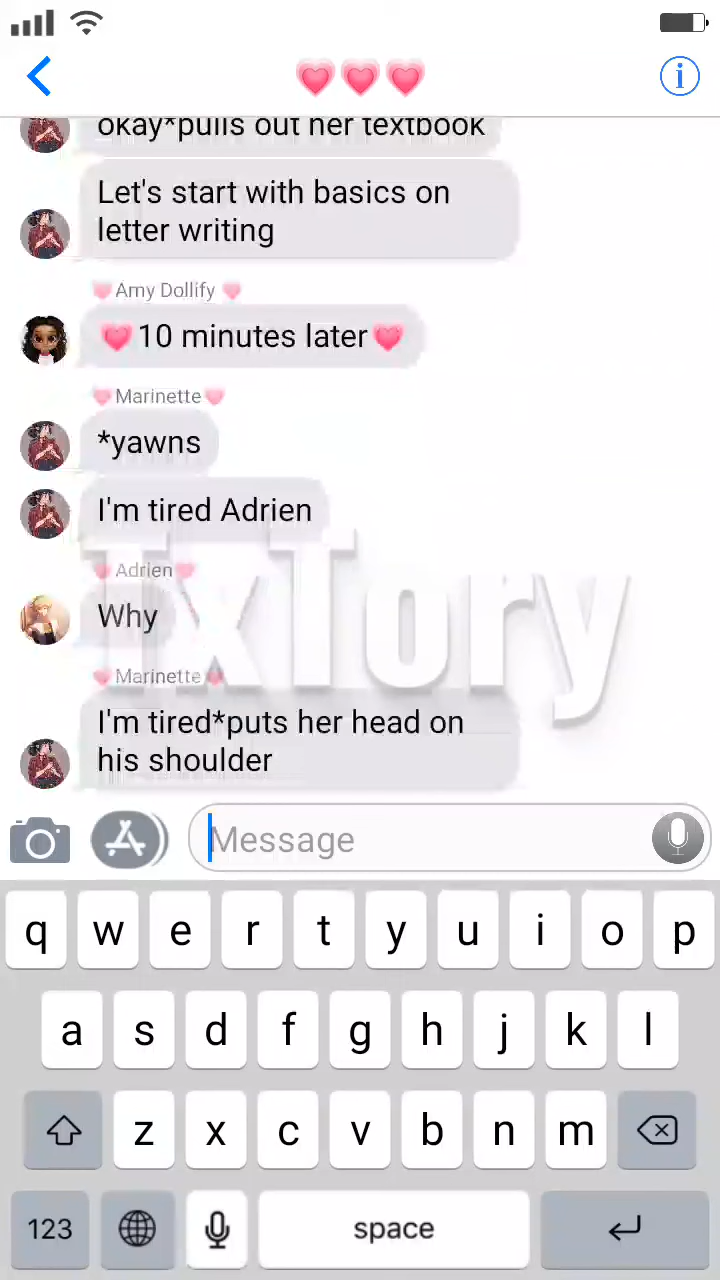 okay*pulls out her textbook
Let's start with basics on
letter writing
💗Amy Dollify 💗
💗10 minutes later💗
💗Marinette💗
*yawns
I'm tired Adrien
💗Adrien💗
Why
💗Marinette💗
I'm tired*puts her head on
his shoulder
TxTory
Message
q w e r t y u i o p
a s d f g h j k l
z x c v b n m
123 space